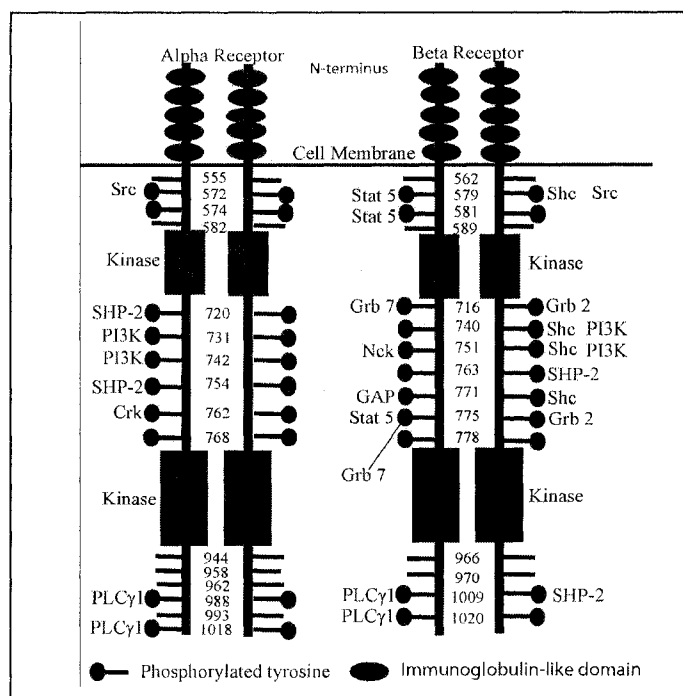 Alpha Receptor N-terminus Beta Receptor
Cell Membrane
555 562
Src 572 Stat 5 579 Shc Src
574 Stat 5 581
582 589
Kinase Kinase
SHP-2 720 Grb 7 716 Grb 2
PI3K 731 740 Shc PI3K
PI3K 742 Nck 751 Shc PI3K
SHP-2 754 763 SHP-2
Crk 762 GAP 771 Shc
768 Stat 5 775 Grb 2
778
Grb 7
Kinase Kinase
944 966
958 970
962
PLCγ1 988 PLCγ1 1009 SHP-2
993
PLCγ1 1018 PLCγ1 1020
Phosphorylated tyrosine Immunoglobulin-like domain